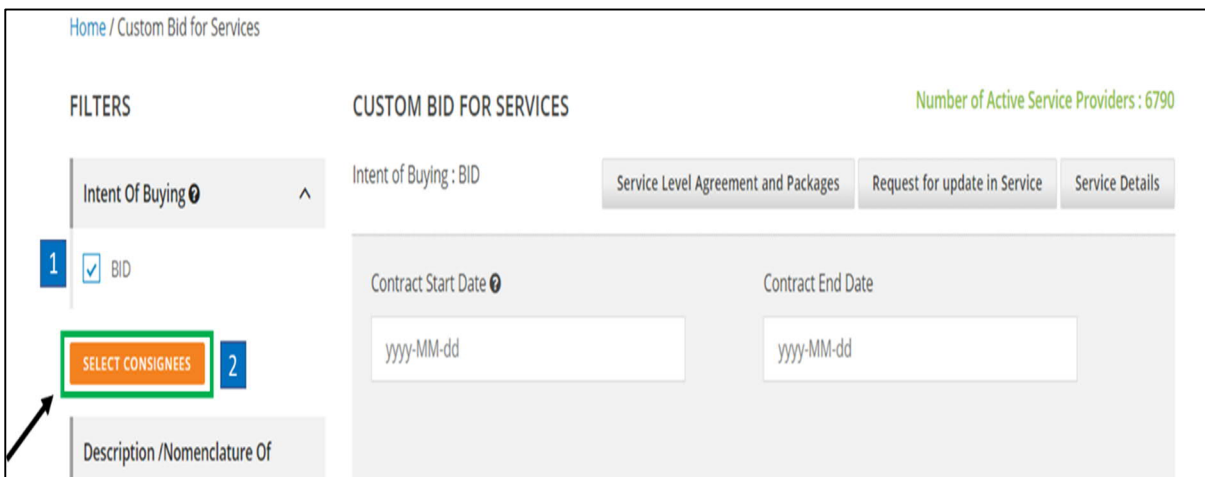 Home / Custom Bid for Services
FILTERS
CUSTOM BID FOR SERVICES
Number of Active Service Providers : 6790
Intent Of Buying
Intent of Buying : BID
Service Level Agreement and Packages
Request for update in Service
Service Details
1
BID
Contract Start Date
Contract End Date
yyyy-MM-dd
yyyy-MM-dd
SELECT CONSIGNEES
2
Description /Nomenclature Of